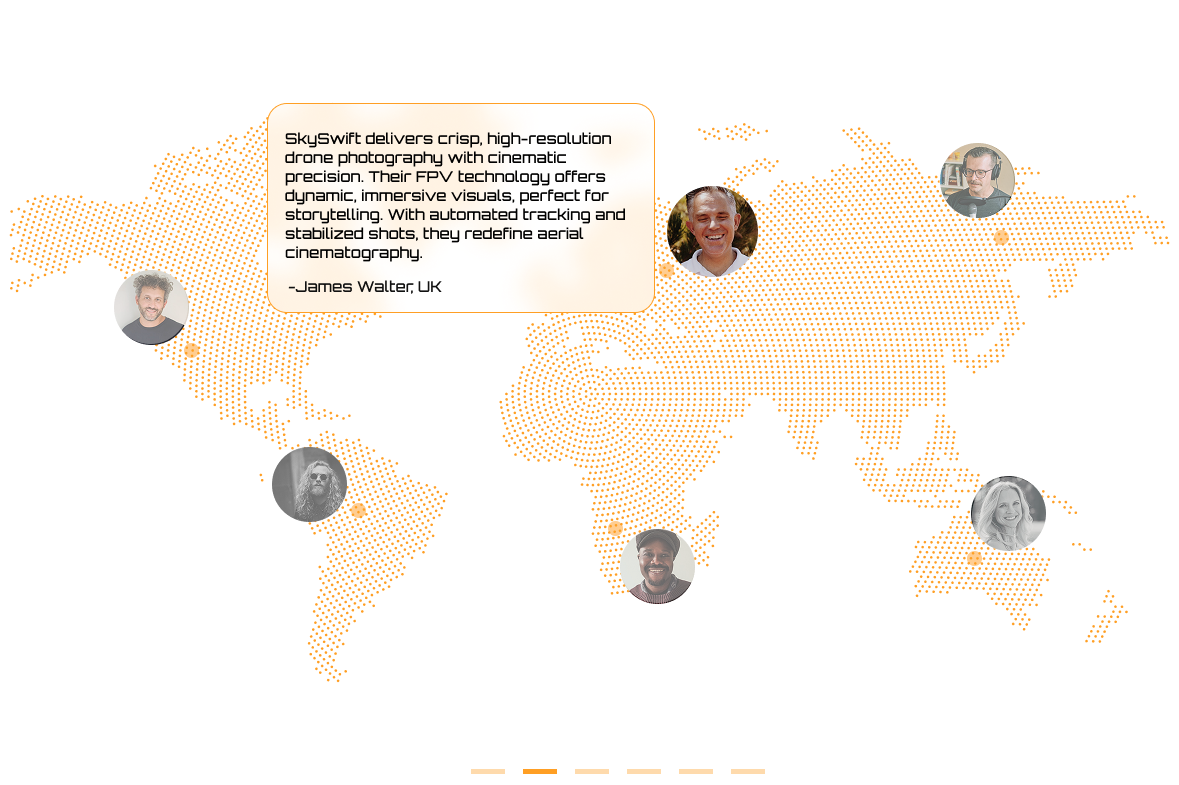 SkySwift delivers crisp, high-resolution
drone photography with cinematic
precision. Their FPV technology offers
dynamic, immersive visuals, perfect for
storytelling. With automated tracking and
stabilized shots, they redefine aerial
cinematography.
-James Walter, UK